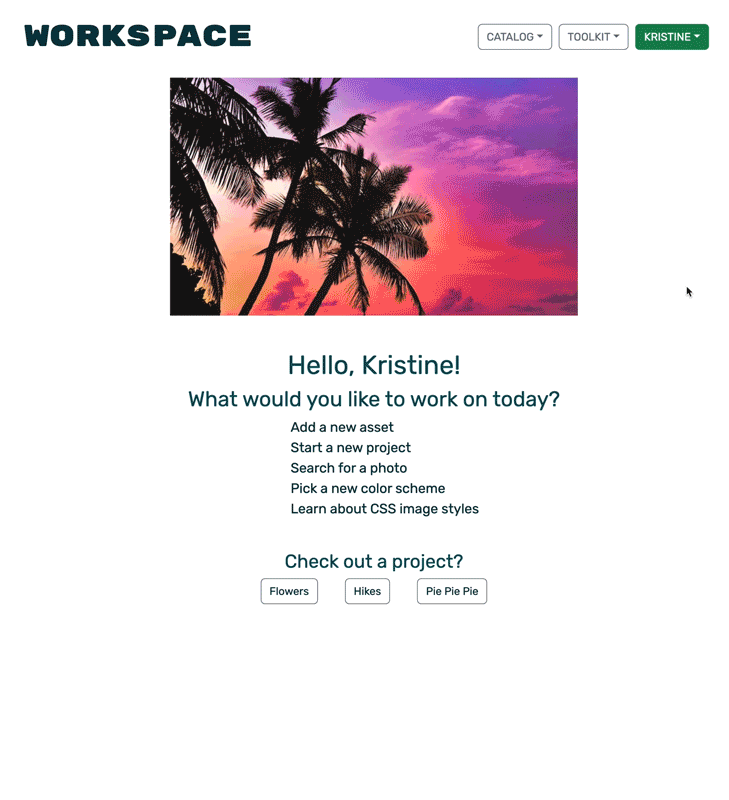 WORKSPACE
CATALOG TOOLKIT KRISTINE
Hello, Kristine!
What would you like to work on today?
Add a new asset
Start a new project
Search for a photo
Pick a new color scheme
Learn about CSS image styles
Check out a project?
Flowers Hikes Pie Pie Pie